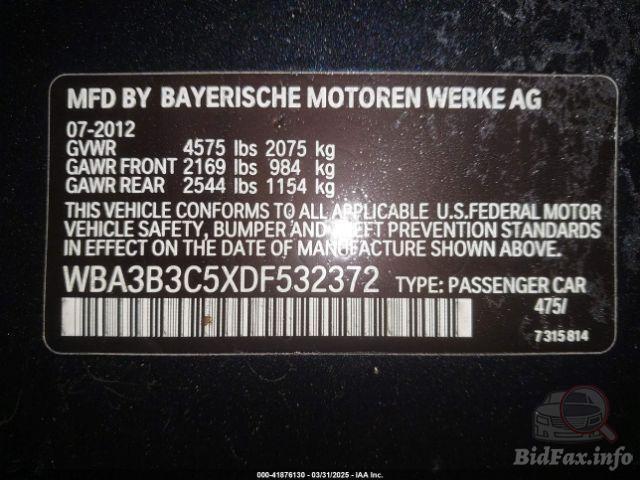 MFD BY BAYERISCHE MOTOREN WERKE AG
07-2012
GVWR 4575 lbs 2075 kg
GAWR FRONT 2169 lbs 984 kg
GAWR REAR 2544 lbs 1154 kg
THIS VEHICLE CONFORMS TO ALL APPLICABLE U.S.FEDERAL MOTOR
VEHICLE SAFETY, BUMPER AND THEFT PREVENTION STANDARDS
IN EFFECT ON THE DATE OF MANUFACTURE SHOWN ABOVE.
WBA3B3C5XDF532372 TYPE: PASSENGER CAR
475/
7315814
BidFax.info
000-41876130 - 03/31/2025 - IAA Inc.